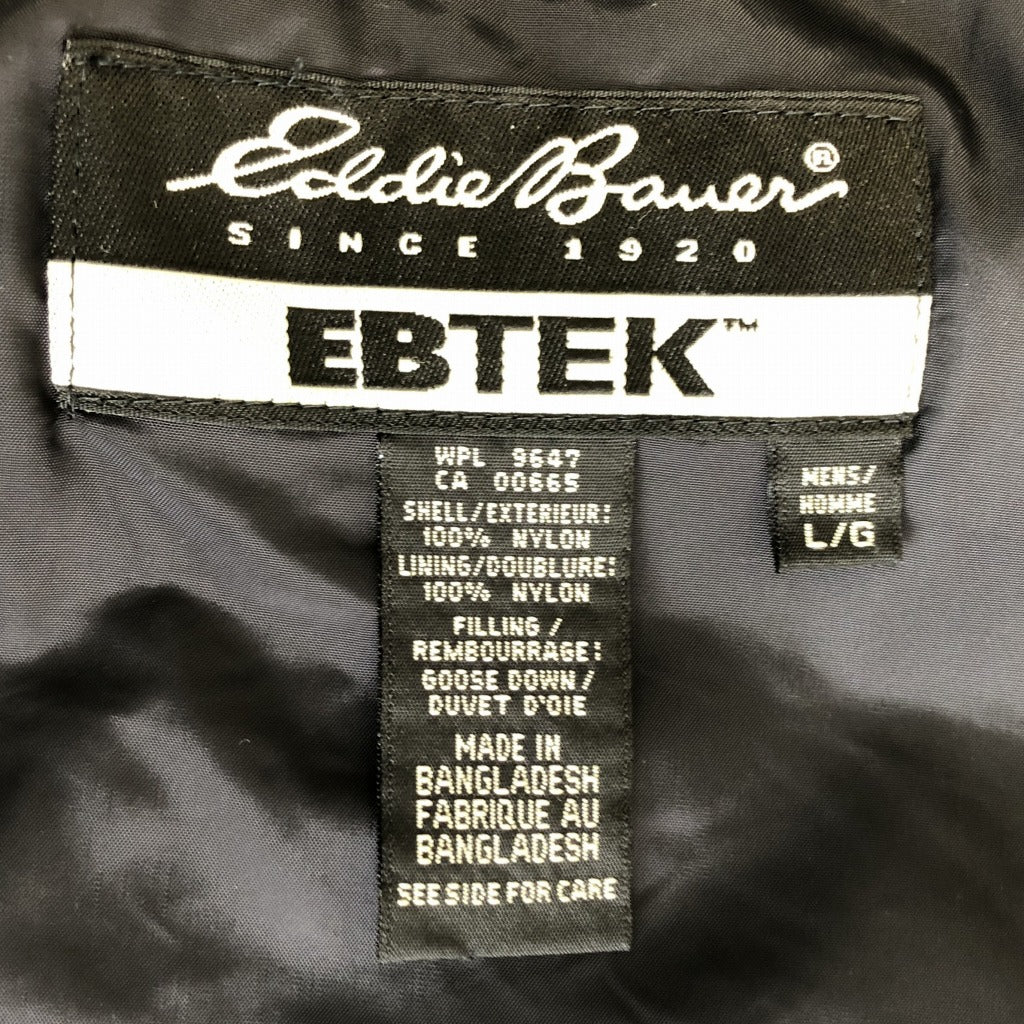 Eddie Bauer®
SINCE 1920
EBTEK™
WPL 9647
CA 00665
SHELL/EXTERIEUR:
100% NYLON
LINING/DOUBLURE:
100% NYLON
FILLING/
REMBOURRAGE:
GOOSE DOWN/
DUVET D'OIE
MADE IN
BANGLADESH
FABRIQUE AU
BANGLADESH
SEE SIDE FOR CARE
MENS/
HOMME
L/G